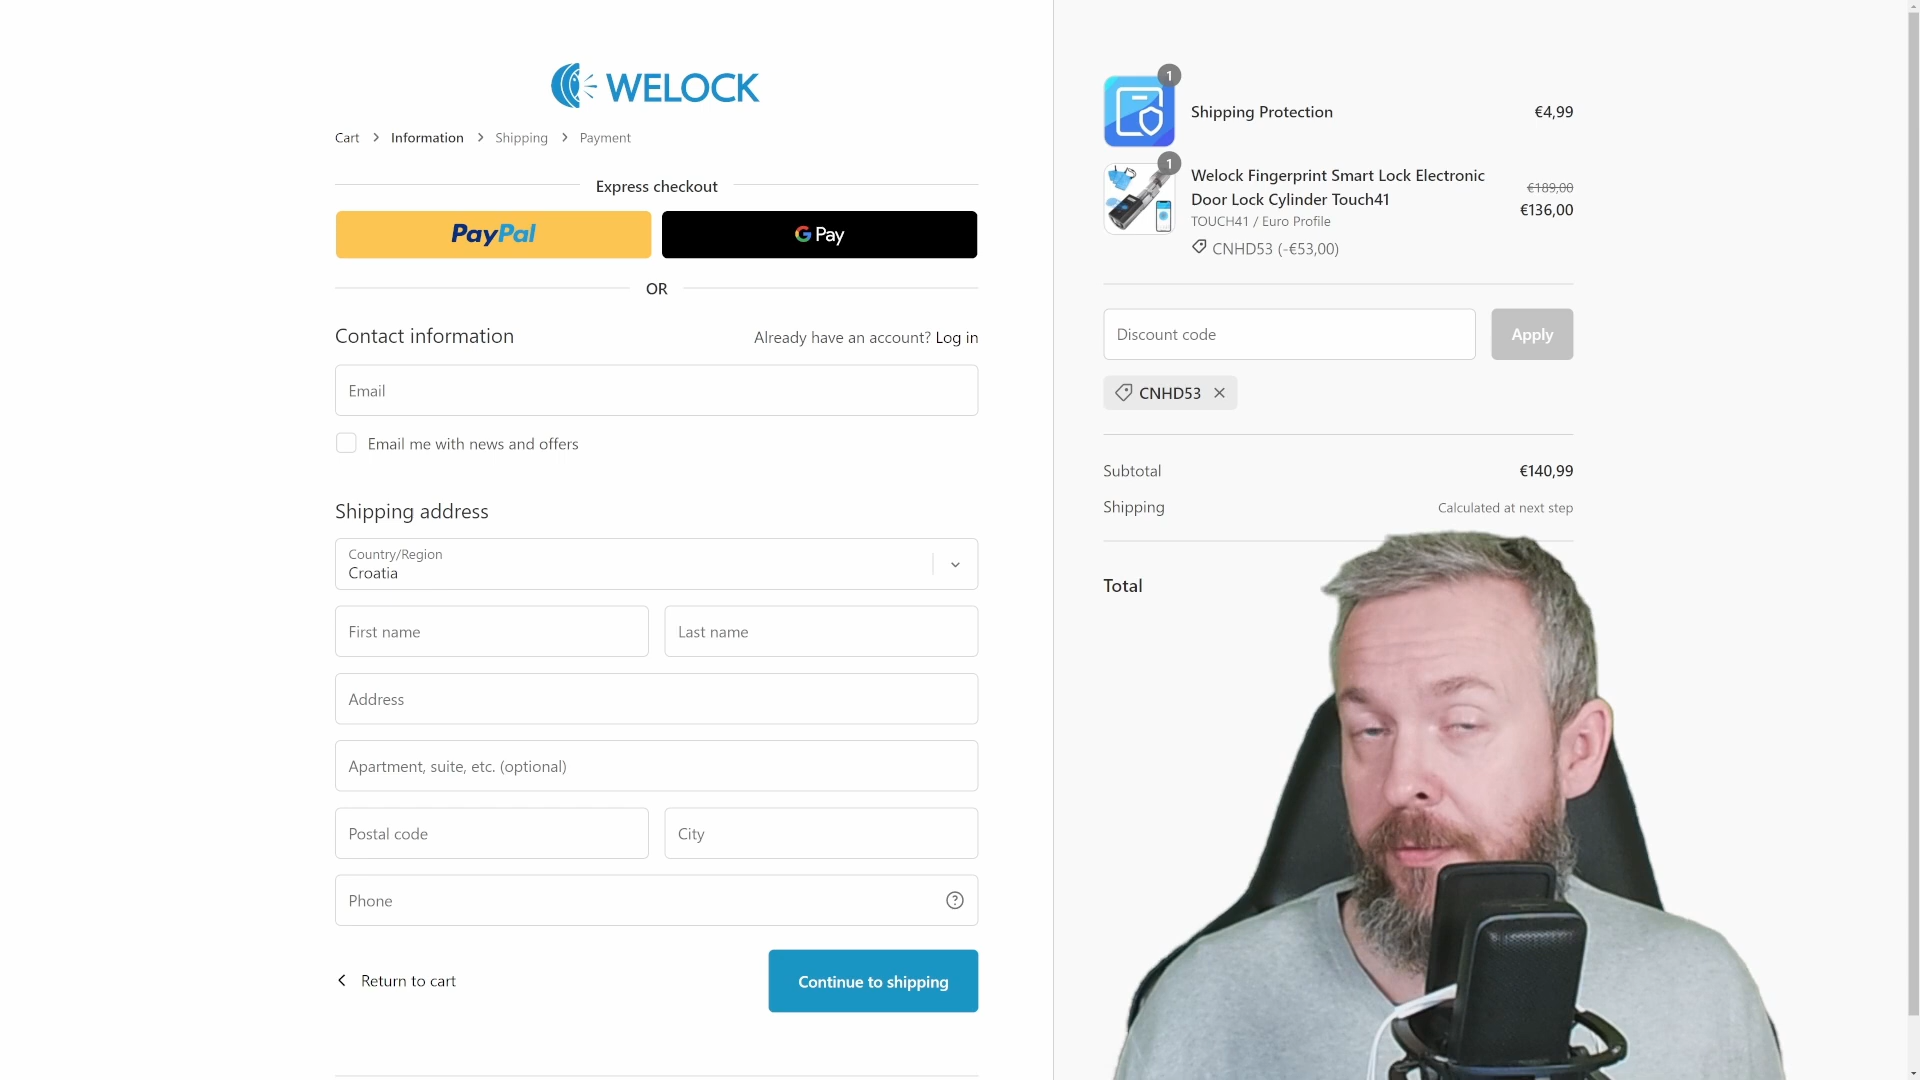 WELOCK
Cart > Information > Shipping > Payment
Express checkout
PayPal
G Pay
OR
Contact information
Already have an account? Log in
Email
Email me with news and offers
Shipping address
Country/Region
Croatia
First name
Last name
Address
Apartment, suite, etc. (optional)
Postal code
City
Phone
Return to cart
Continue to shipping
1
Shipping Protection
€4,99
1
Welock Fingerprint Smart Lock Electronic
Door Lock Cylinder Touch41
€189,00
€136,00
TOUCH41 / Euro Profile
CNHD53 (-€53,00)
Discount code
Apply
CNHD53
Subtotal
€140,99
Shipping
Calculated at next step
Total